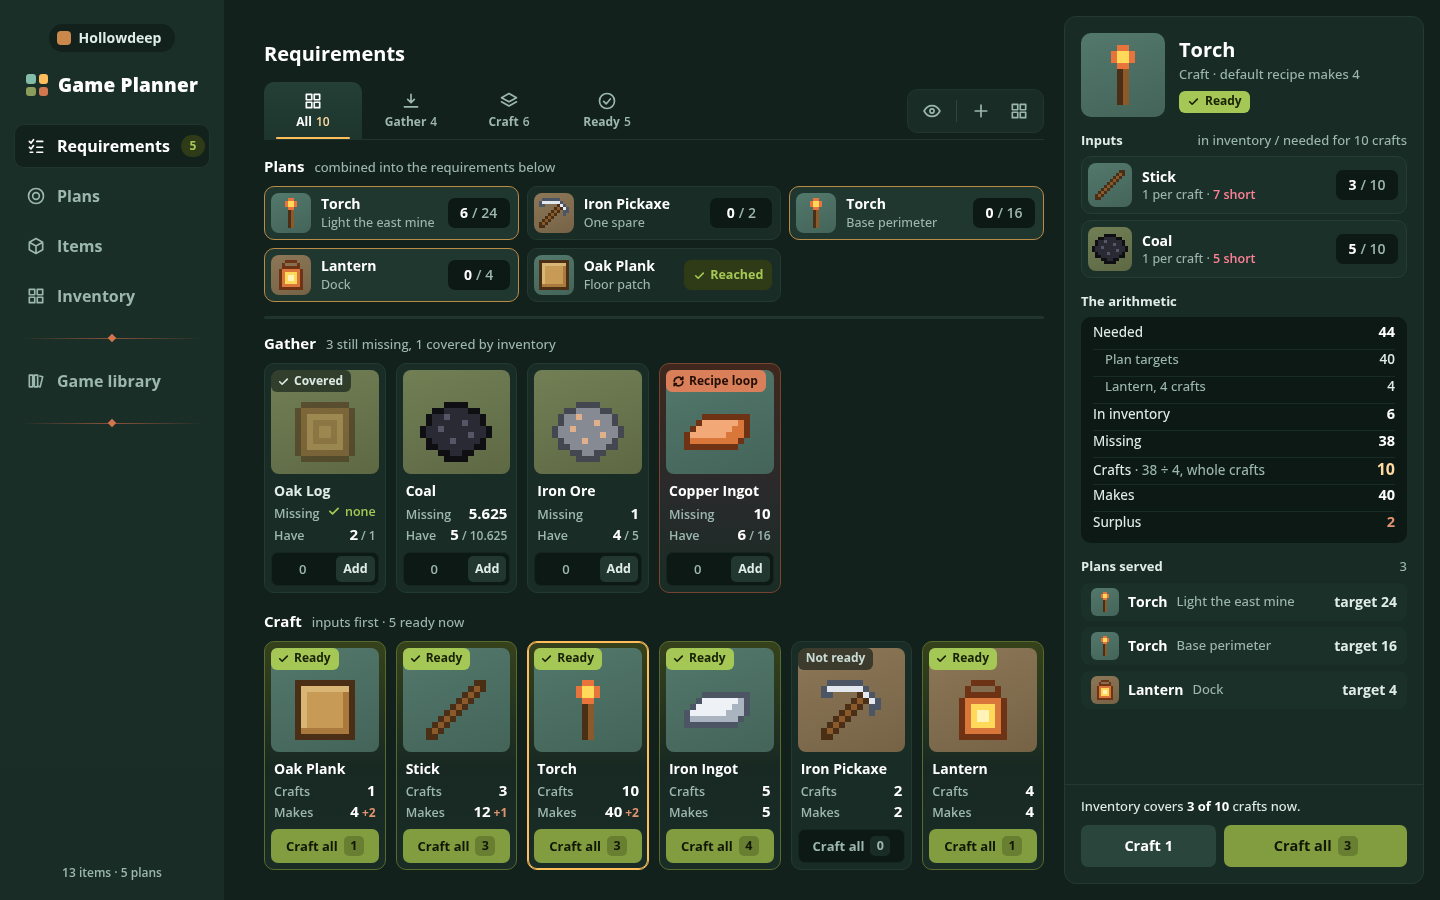 Hollowdeep
Game Planner
Requirements 5
Plans
Items
Inventory
Game library
13 items · 5 plans
Requirements
All 10
Gather 4
Craft 6
Ready 5
Plans combined into the requirements below
Torch
Light the east mine
6 / 24
Iron Pickaxe
One spare
0 / 2
Torch
Base perimeter
0 / 16
Lantern
Dock
0 / 4
Oak Plank
Floor patch
Reached
Gather 3 still missing, 1 covered by inventory
Covered
Oak Log
Missing none
Have 2 / 1
0 Add
Coal
Missing 5.625
Have 5 / 10.625
0 Add
Iron Ore
Missing 1
Have 4 / 5
0 Add
Recipe loop
Copper Ingot
Missing 10
Have 6 / 16
0 Add
Craft inputs first · 5 ready now
Ready
Oak Plank
Crafts 1
Makes 4 +2
Craft all 1
Ready
Stick
Crafts 3
Makes 12 +1
Craft all 3
Ready
Torch
Crafts 10
Makes 40 +2
Craft all 3
Ready
Iron Ingot
Crafts 5
Makes 5
Craft all 4
Not ready
Iron Pickaxe
Crafts 2
Makes 2
Craft all 0
Ready
Lantern
Crafts 4
Makes 4
Craft all 1
Torch
Craft · default recipe makes 4
Ready
Inputs in inventory / needed for 10 crafts
Stick
1 per craft · 7 short
3 / 10
Coal
1 per craft · 5 short
5 / 10
The arithmetic
Needed 44
Plan targets 40
Lantern, 4 crafts 4
In inventory 6
Missing 38
Crafts · 38 ÷ 4, whole crafts 10
Makes 40
Surplus 2
Plans served 3
Torch Light the east mine target 24
Torch Base perimeter target 16
Lantern Dock target 4
Inventory covers 3 of 10 crafts now.
Craft 1
Craft all 3